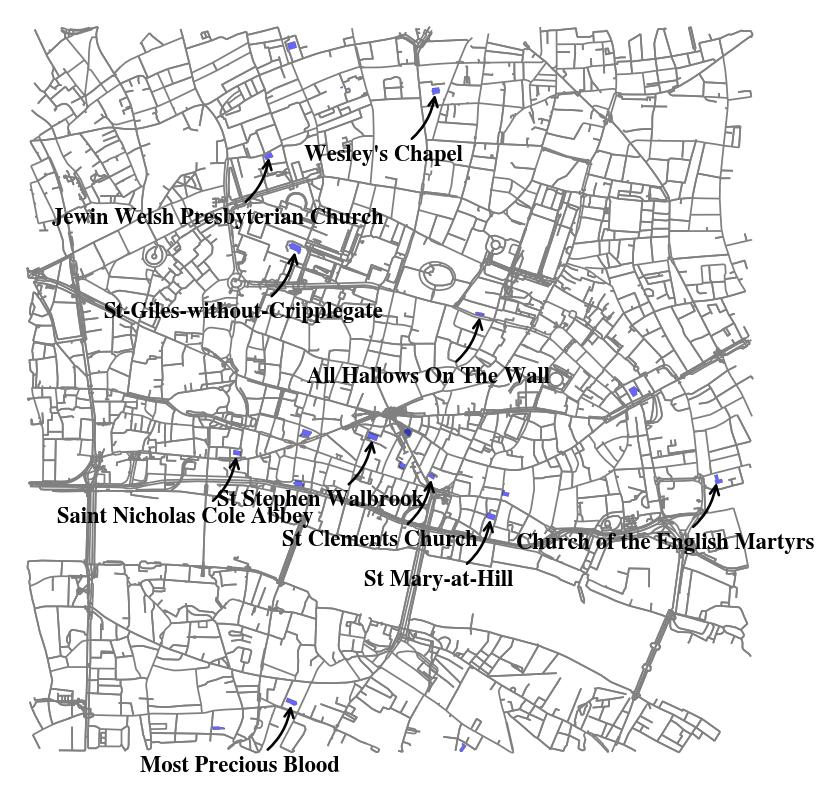 Wesley's Chapel
Jewin Welsh Presbyterian Church
St-Giles-without-Cripplegate
All Hallows On The Wall
St Stephen Walbrook
Saint Nicholas Cole Abbey
St Clements Church
Church of the English Martyrs
St Mary-at-Hill
Most Precious Blood